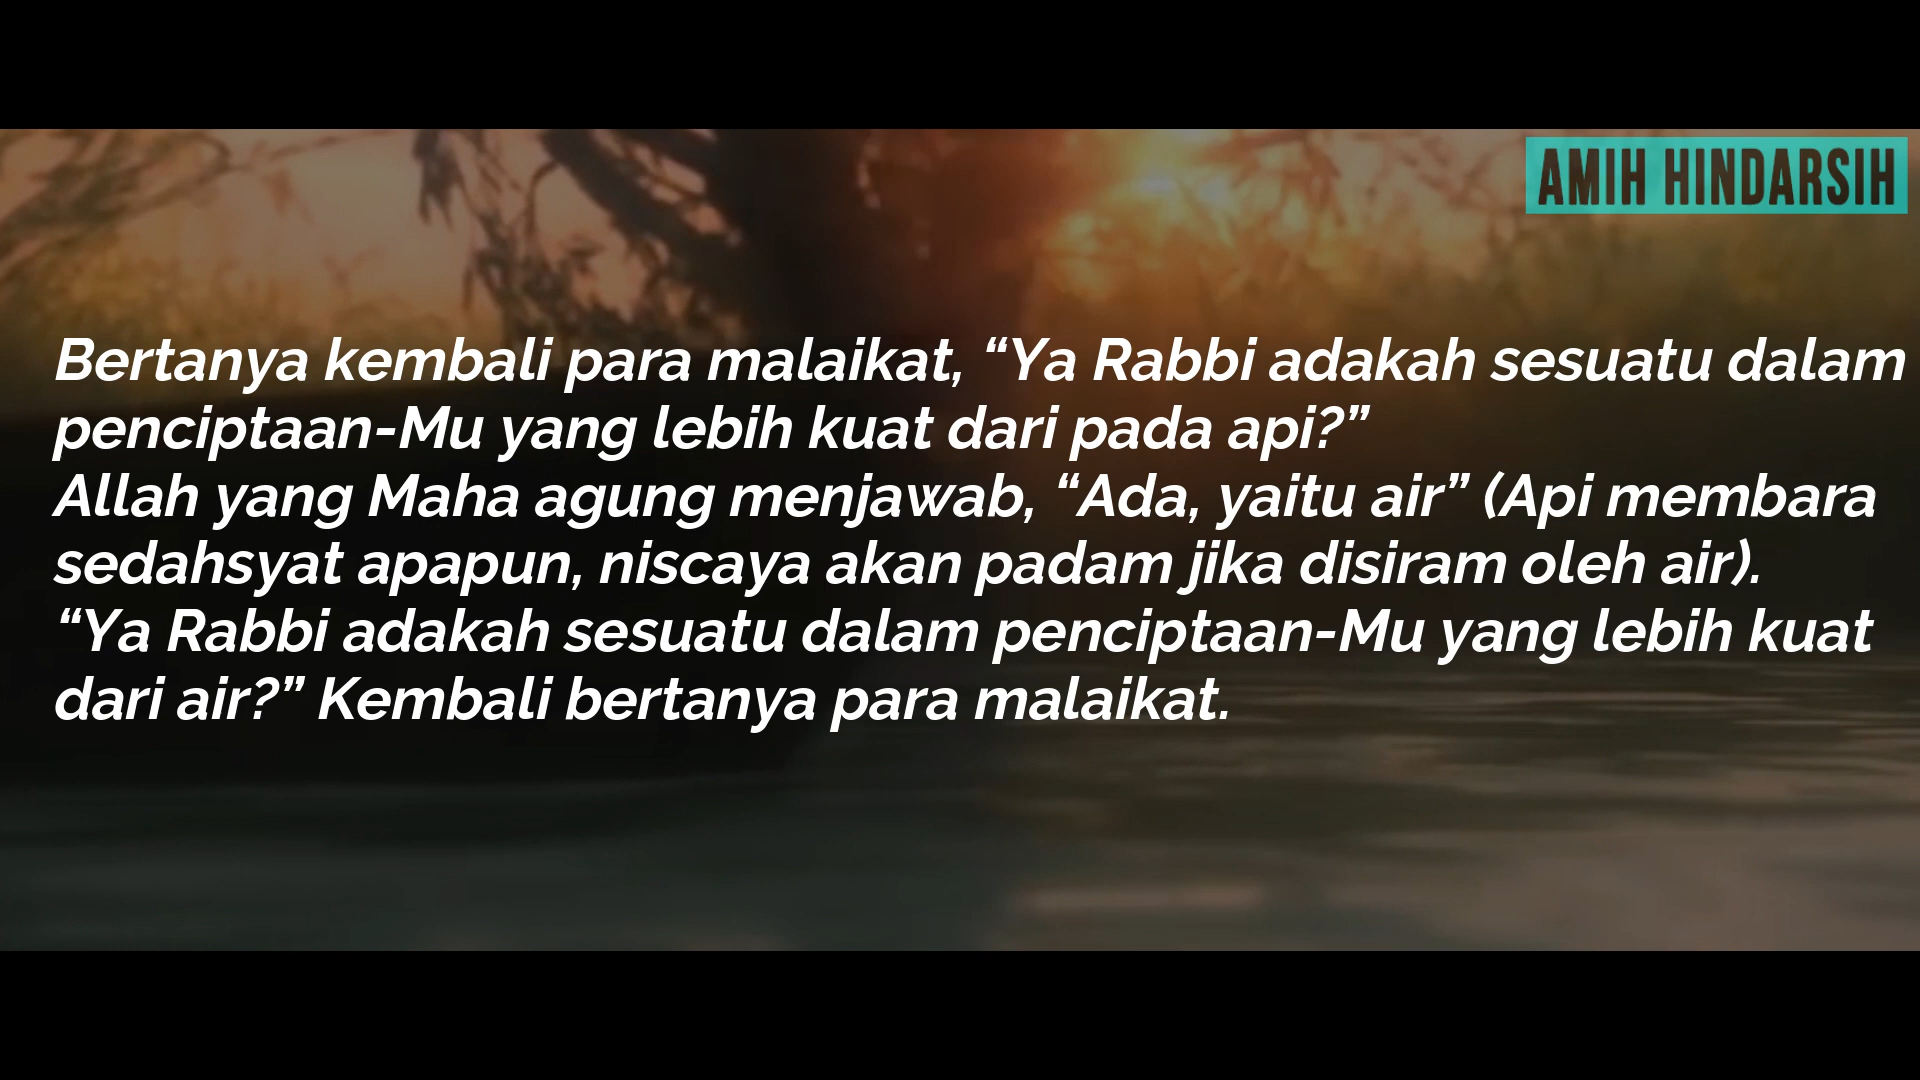 AMIH HINDARSIH
Bertanya kembali para malaikat, “Ya Rabbi adakah sesuatu dalam
penciptaan-Mu yang lebih kuat dari pada api?”
Allah yang Maha agung menjawab, “Ada, yaitu air” (Api membara
sedahsyat apapun, niscaya akan padam jika disiram oleh air).
“Ya Rabbi adakah sesuatu dalam penciptaan-Mu yang lebih kuat
dari air?” Kembali bertanya para malaikat.